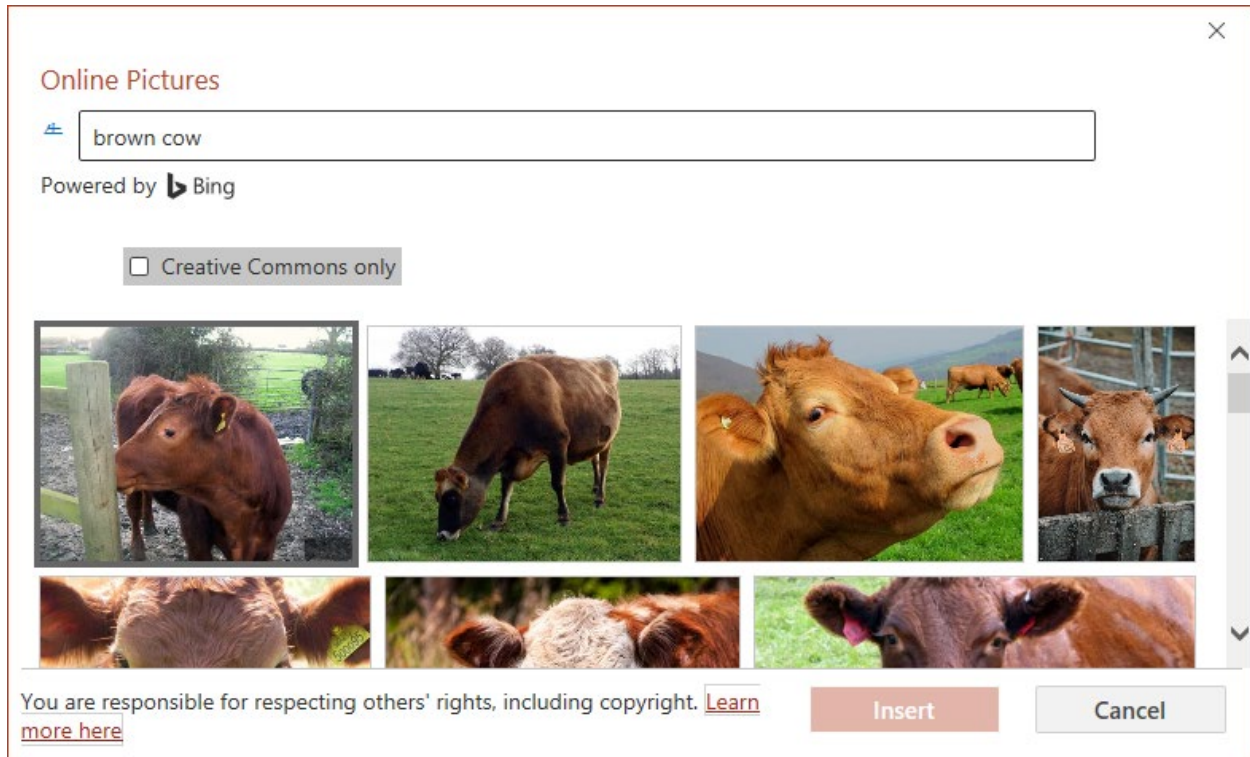 Online Pictures
brown cow
Powered by Bing
Creative Commons only
You are responsible for respecting others' rights, including copyright. Learn
more here
Insert
Cancel